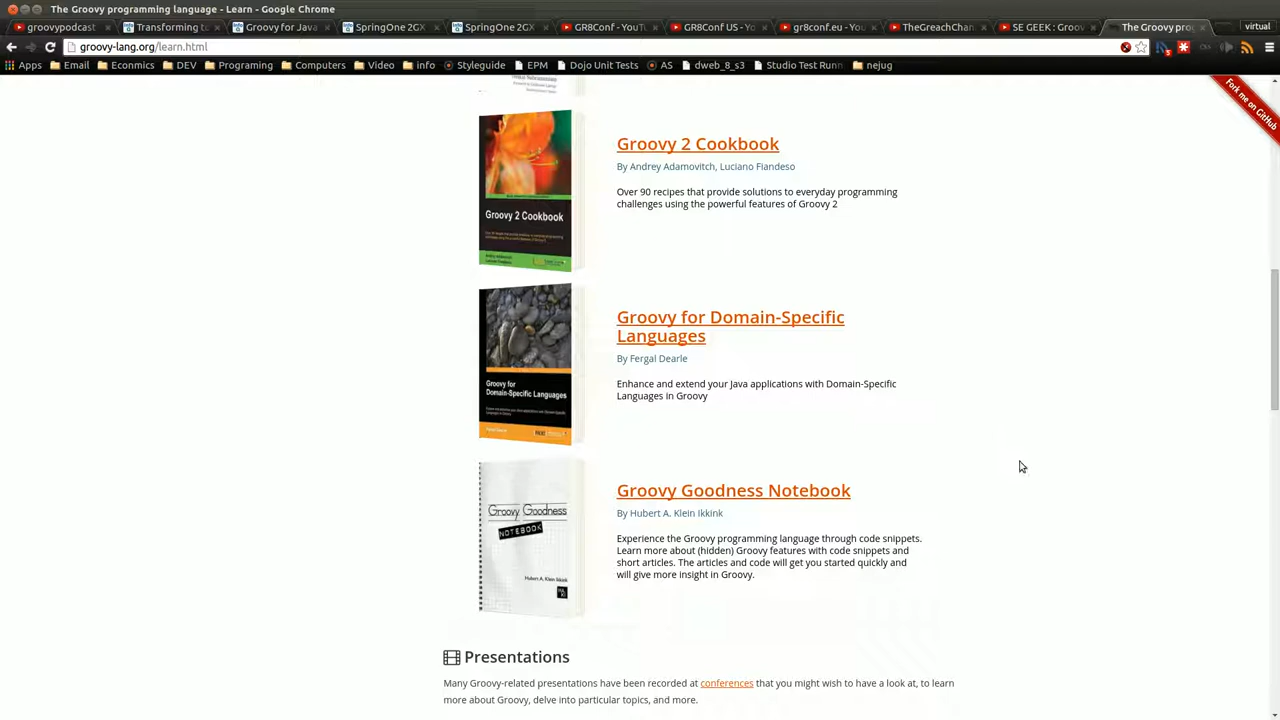 The Groovy programming language - Learn - Google Chrome
groovypodcast
Transforming to
Groovy for Java
SpringOne 2GX
SpringOne 2GX
GR8Conf - YouTu
GR8Conf US - Yo
gr8conf.eu - You
TheGreachChan
SE GEEK : Groov
The Groovy prog
virtual
groovy-lang.org/learn.html
Apps
Email
Econmics
DEV
Programing
Computers
Video
info
Styleguide
EPM
Dojo Unit Tests
AS
dweb_8_s3
Studio Test Run
nejug
Fork me on GitHub
Groovy 2 Cookbook
Groovy 2 Cookbook
By Andrey Adamovitch, Luciano Fiandeso
Over 90 recipes that provide solutions to everyday programming
challenges using the powerful features of Groovy 2
Groovy for
Domain-Specific Languages
Groovy for Domain-Specific
Languages
By Fergal Dearle
Enhance and extend your Java applications with Domain-Specific
Languages in Groovy
Groovy Goodness
NOTEBOOK
Hubert A. Klein Ikkink
Groovy Goodness Notebook
By Hubert A. Klein Ikkink
Experience the Groovy programming language through code snippets.
Learn more about (hidden) Groovy features with code snippets and
short articles. The articles and code will get you started quickly and
will give more insight in Groovy.
Presentations
Many Groovy-related presentations have been recorded at conferences that you might wish to have a look at, to learn
more about Groovy, delve into particular topics, and more.